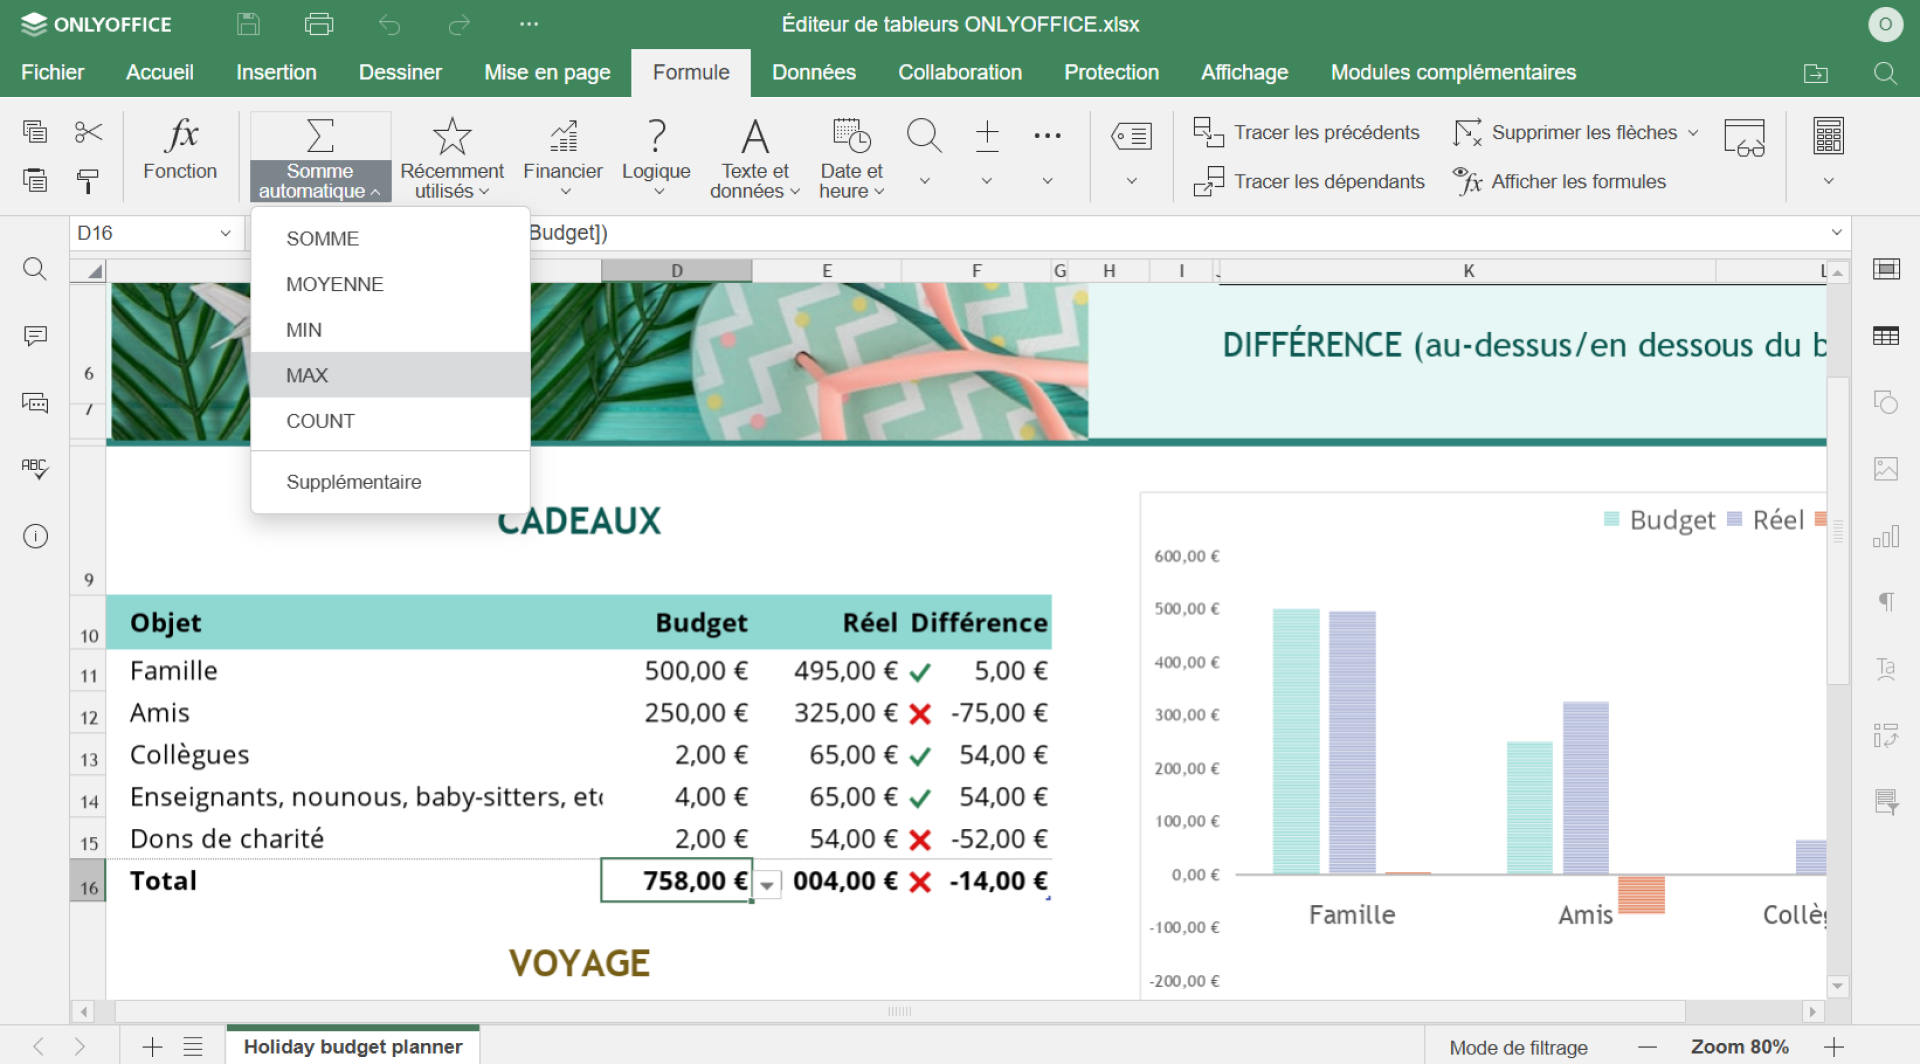 ONLYOFFICE
Éditeur de tableurs ONLYOFFICE.xlsx
O
Fichier Accueil Insertion Dessiner Mise en page Formule Données Collaboration Protection Affichage Modules complémentaires
Fonction
Somme automatique
Récemment utilisés
Financier
Logique
Texte et données
Date et heure
Tracer les précédents
Tracer les dépendants
Supprimer les flèches
Afficher les formules
D16
Budget])
SOMME
MOYENNE
MIN
MAX
COUNT
Supplémentaire
D E F G H I J K L
6
7
DIFFÉRENCE (au-dessus/en dessous du b
CADEAUX
9
10 Objet Budget Réel Différence
11 Famille 500,00 € 495,00 € 5,00 €
12 Amis 250,00 € 325,00 € -75,00 €
13 Collègues 2,00 € 65,00 € 54,00 €
14 Enseignants, nounous, baby-sitters, etc 4,00 € 65,00 € 54,00 €
15 Dons de charité 2,00 € 54,00 € -52,00 €
16 Total 758,00 € 004,00 € -14,00 €
VOYAGE
Budget Réel
600,00 €
500,00 €
400,00 €
300,00 €
200,00 €
100,00 €
0,00 €
-100,00 €
-200,00 €
Famille Amis Collèg
Holiday budget planner
Mode de filtrage
Zoom 80%